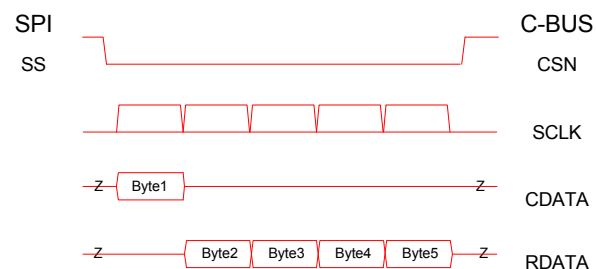 SPI C-BUS
SS CSN
SCLK
Z Byte1 Z CDATA
Z Byte2 Byte3 Byte4 Byte5 Z RDATA